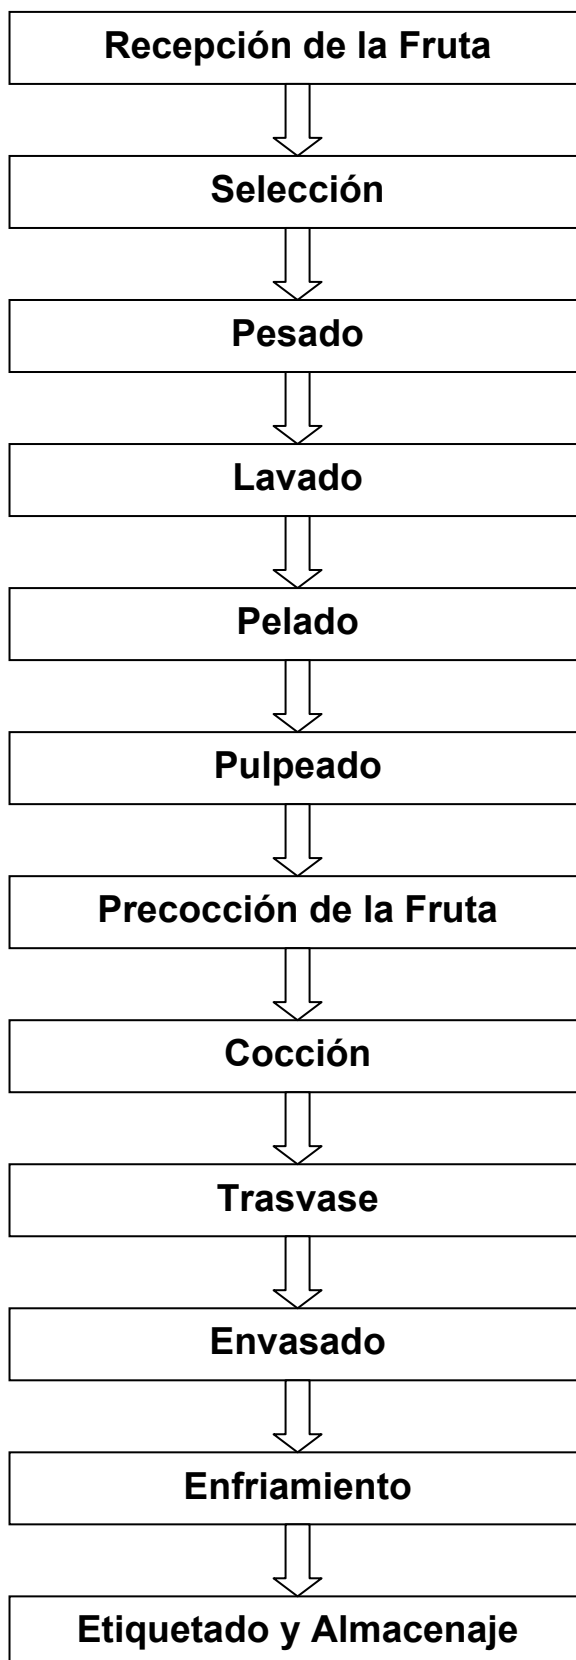 Recepción de la Fruta
Selección
Pesado
Lavado
Pelado
Pulpeado
Precocción de la Fruta
Cocción
Trasvase
Envasado
Enfriamiento
Etiquetado y Almacenaje